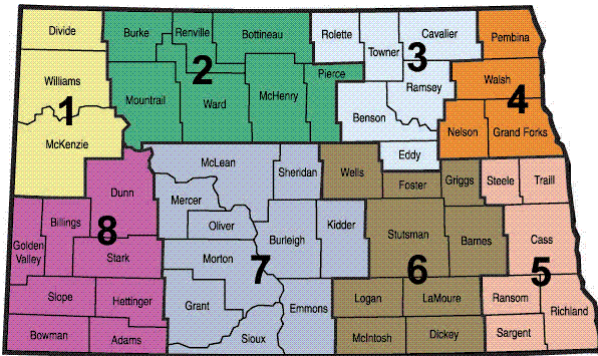 Divide
Burke
Renville
Bottineau
Rolette
Towner
Cavalier
Pembina
3
Williams
2
Pierce
Ramsey
Walsh
4
1
Mountrail
Ward
McHenry
Benson
Nelson
Grand Forks
McKenzie
Eddy
McLean
Sheridan
Wells
Foster
Griggs
Steele
Traill
Dunn
Mercer
Billings
8
Oliver
Burleigh
Kidder
Stutsman
Barnes
Cass
Golden
Valley
Stark
Morton
7
6
5
Slope
Hettinger
Grant
Emmons
Logan
LaMoure
Ransom
Richland
Bowman
Adams
Sioux
McIntosh
Dickey
Sargent